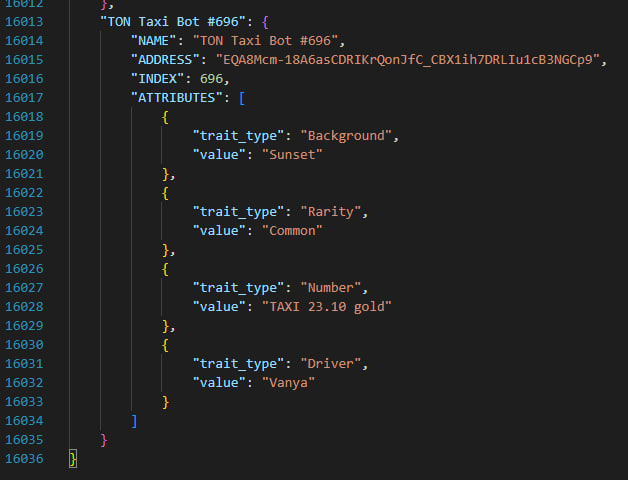 16012 },
16013 "TON Taxi Bot #696": {
16014 "NAME": "TON Taxi Bot #696",
16015 "ADDRESS": "EQA8Mcm-18A6asCDRIKrQonJfC_CBX1ih7DRLIu1cB3NGCp9",
16016 "INDEX": 696,
16017 "ATTRIBUTES": [
16018 {
16019 "trait_type": "Background",
16020 "value": "Sunset"
16021 },
16022 {
16023 "trait_type": "Rarity",
16024 "value": "Common"
16025 },
16026 {
16027 "trait_type": "Number",
16028 "value": "TAXI 23.10 gold"
16029 },
16030 {
16031 "trait_type": "Driver",
16032 "value": "Vanya"
16033 }
16034 ]
16035 }
16036 }